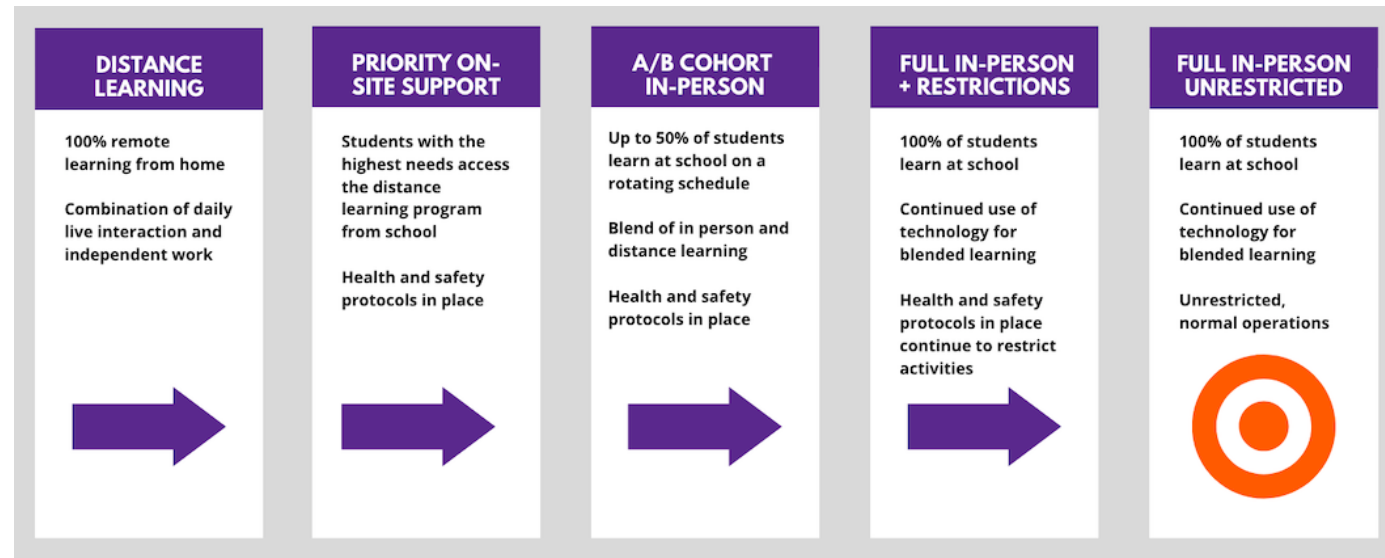 DISTANCE
LEARNING
100% remote
learning from home
Combination of daily
live interaction and
independent work
PRIORITY ON-
SITE SUPPORT
Students with the
highest needs access
the distance
learning program
from school
Health and safety
protocols in place
A/B COHORT
IN-PERSON
Up to 50% of students
learn at school on a
rotating schedule
Blend of in person and
distance learning
Health and safety
protocols in place
FULL IN-PERSON
+ RESTRICTIONS
100% of students
learn at school
Continued use of
technology for
blended learning
Health and safety
protocols in place
continue to restrict
activities
FULL IN-PERSON
UNRESTRICTED
100% of students
learn at school
Continued use of
technology for
blended learning
Unrestricted,
normal operations